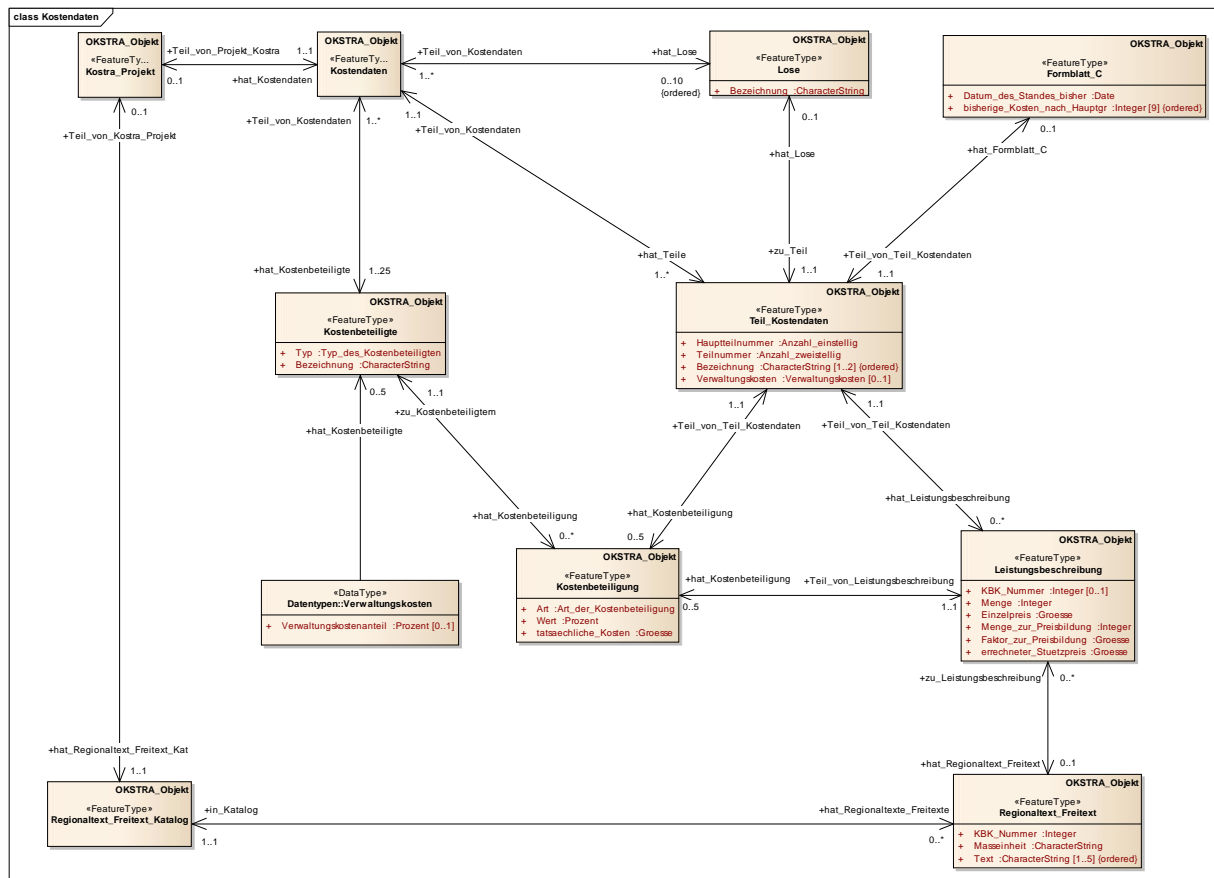 class Kostendaten
OKSTRA_Objekt
«FeatureTy...
Kostra_Projekt
+Teil_von_Projekt_Kostra
1..1
0..1
+hat_Kostendaten
OKSTRA_Objekt
«FeatureTy...
Kostendaten
+Teil_von_Kostendaten
1..*
+hat_Lose
0..10
{ordered}
OKSTRA_Objekt
«FeatureType»
Lose
+ Bezeichnung :CharacterString
OKSTRA_Objekt
«FeatureType»
Formblatt_C
+ Datum_des_Standes_bisher :Date
+ bisherige_Kosten_nach_Hauptgr :Integer [9] {ordered}
0..1
+Teil_von_Kostra_Projekt
+Teil_von_Kostendaten
1..*
1..1
+Teil_von_Kostendaten
0..1
+hat_Lose
0..1
+hat_Formblatt_C
+hat_Kostenbeteiligte
1..25
+hat_Teile
1..*
+zu_Teil
1..1
+Teil_von_Teil_Kostendaten
1..1
OKSTRA_Objekt
«FeatureType»
Kostenbeteiligte
+ Typ :Typ_des_Kostenbeteiligten
+ Bezeichnung :CharacterString
OKSTRA_Objekt
«FeatureType»
Teil_Kostendaten
+ Hauptteilnummer :Anzahl_einstellig
+ Teilnummer :Anzahl_zweistellig
+ Bezeichnung :CharacterString [1..2] {ordered}
+ Verwaltungskosten :Verwaltungskosten [0..1]
0..5
1..1
+zu_Kostenbeteiligtem
+hat_Kostenbeteiligte
1..1
+Teil_von_Teil_Kostendaten
1..1
+Teil_von_Teil_Kostendaten
+hat_Kostenbeteiligung
0..*
+hat_Kostenbeteiligung
0..5
+hat_Leistungsbeschreibung
0..*
«DataType»
Datentypen::Verwaltungskosten
+ Verwaltungskostenanteil :Prozent [0..1]
OKSTRA_Objekt
«FeatureType»
Kostenbeteiligung
+ Art :Art_der_Kostenbeteiligung
+ Wert :Prozent
+ tatsaechliche_Kosten :Groesse
+hat_Kostenbeteiligung
0..5
+Teil_von_Leistungsbeschreibung
1..1
OKSTRA_Objekt
«FeatureType»
Leistungsbeschreibung
+ KBK_Nummer :Integer [0..1]
+ Menge :Integer
+ Einzelpreis :Groesse
+ Menge_zur_Preisbildung :Integer
+ Faktor_zur_Preisbildung :Groesse
+ errechneter_Stuetzpreis :Groesse
+zu_Leistungsbeschreibung
0..*
+hat_Regionaltext_Freitext_Kat
1..1
+hat_Regionaltext_Freitext
0..1
OKSTRA_Objekt
«FeatureType»
Regionaltext_Freitext_Katalog
+in_Katalog
1..1
+hat_Regionaltexte_Freitexte
0..*
OKSTRA_Objekt
«FeatureType»
Regionaltext_Freitext
+ KBK_Nummer :Integer
+ Masseinheit :CharacterString
+ Text :CharacterString [1..5] {ordered}